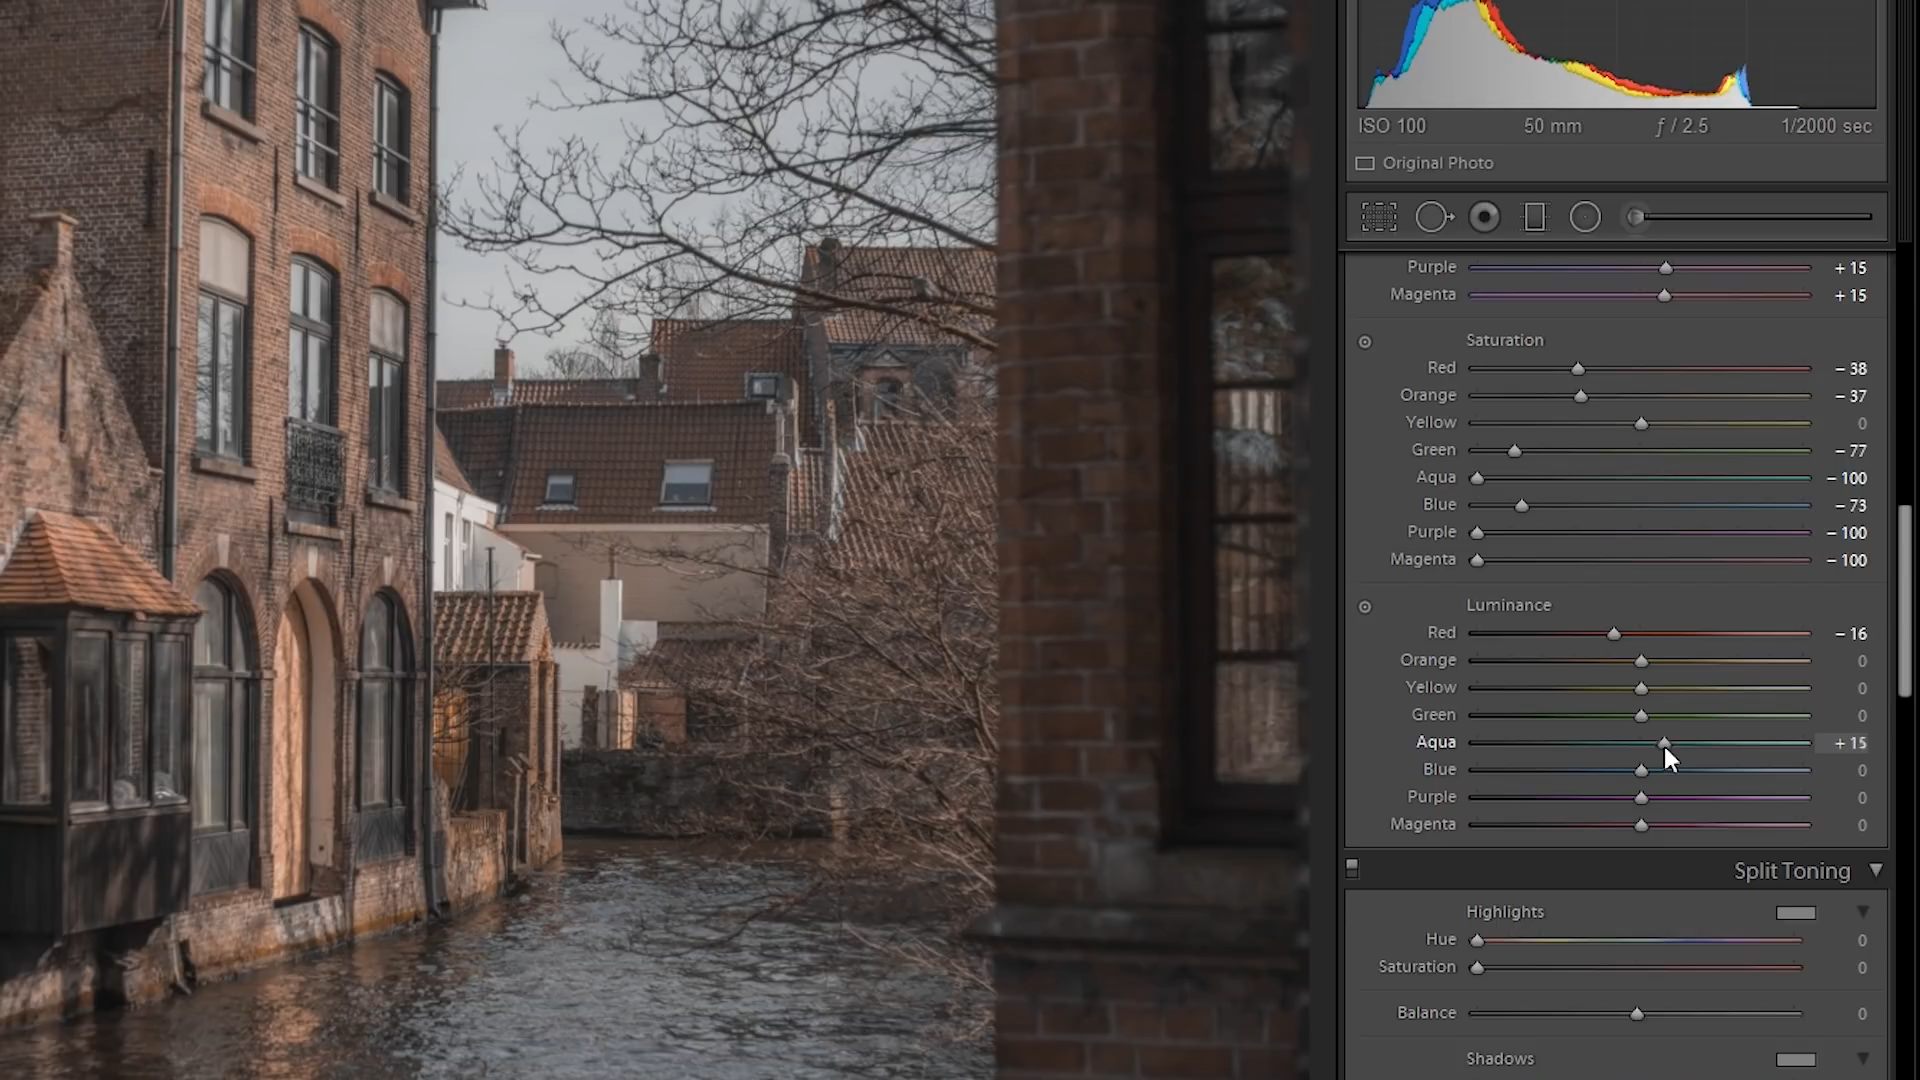 ISO 100 50 mm ƒ / 2.5 1/2000 sec
Original Photo
Purple + 15
Magenta + 15
Saturation
Red – 38
Orange – 37
Yellow 0
Green – 77
Aqua – 100
Blue – 73
Purple – 100
Magenta – 100
Luminance
Red – 16
Orange 0
Yellow 0
Green 0
Aqua + 15
Blue 0
Purple 0
Magenta 0
Split Toning
Highlights
Hue 0
Saturation 0
Balance 0
Shadows